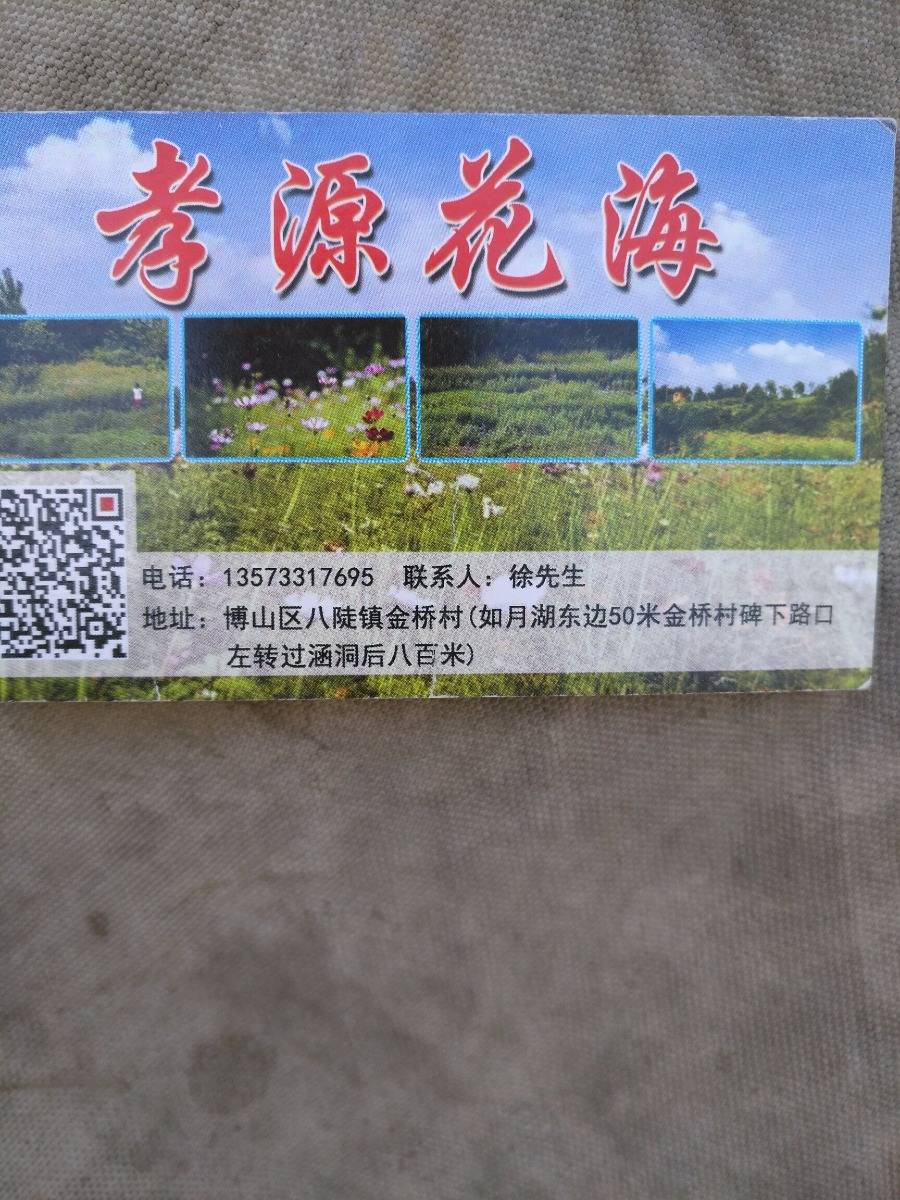 孝源花海
电话：13573317695  联系人：徐先生
地址：博山区八陡镇金桥村(如月湖东边50米金桥村碑下路口
左转过涵洞后八百米)